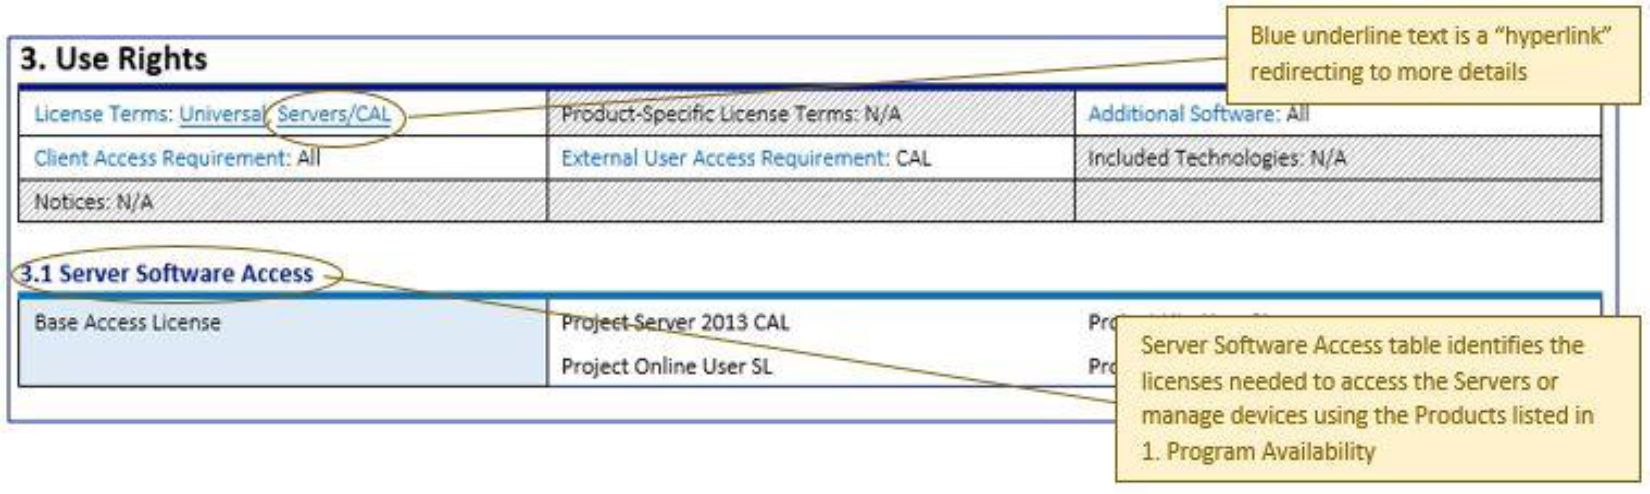 Blue underline text is a “hyperlink”
redirecting to more details
3. Use Rights
License Terms: Universal, Servers/CAL
Product-Specific License Terms: N/A
Additional Software: All
Client Access Requirement: All
External User Access Requirement: CAL
Included Technologies: N/A
Notices: N/A
3.1 Server Software Access
Base Access License
Project Server 2013 CAL
Project Online User SL
Server Software Access table identifies the
licenses needed to access the Servers or
manage devices using the Products listed in
1. Program Availability